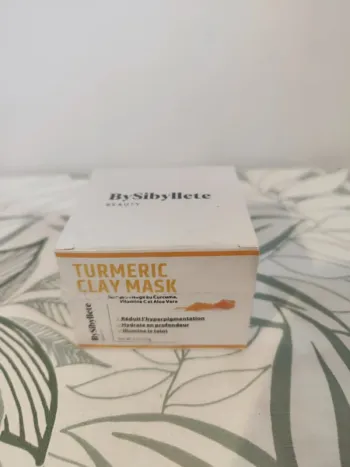 BySibyllete
BEAUTY
TURMERIC
CLAY MASK
Vitamine C et Aloe Vera
BySibyllete
Réduit l'hyperpigmentation
Hydrate en profondeur
Illumine le teint